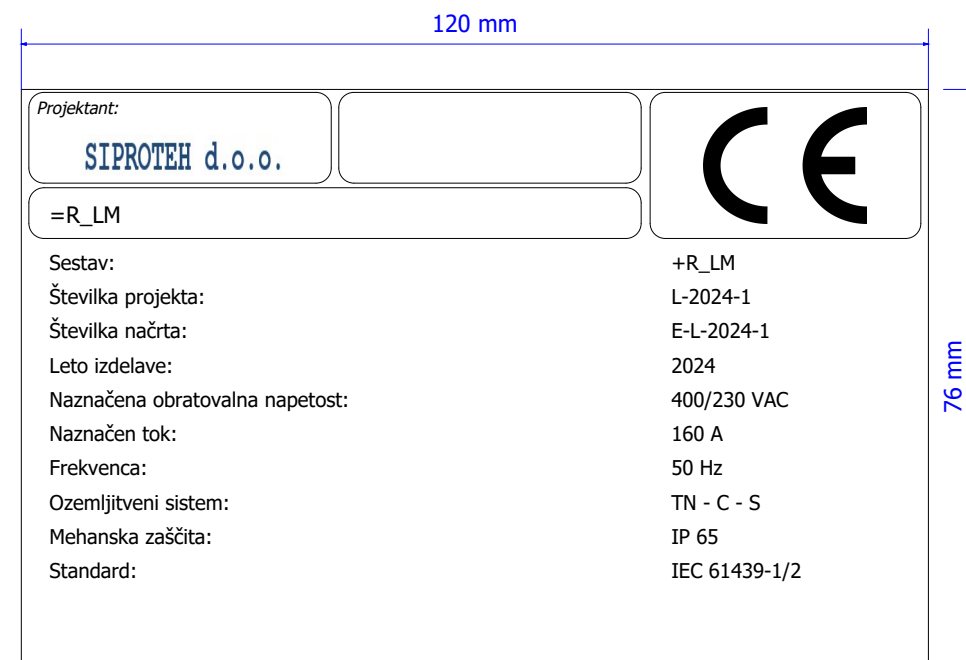 120 mm
Projektant:
SIPROTEH d.o.o.
CE
=R_LM
Sestav: +R_LM
Številka projekta: L-2024-1
Številka načrta: E-L-2024-1
Leto izdelave: 2024
Naznačena obratovalna napetost: 400/230 VAC
Naznačen tok: 160 A
Frekvenca: 50 Hz
Ozemljitveni sistem: TN - C - S
Mehanska zaščita: IP 65
Standard: IEC 61439-1/2
76 mm